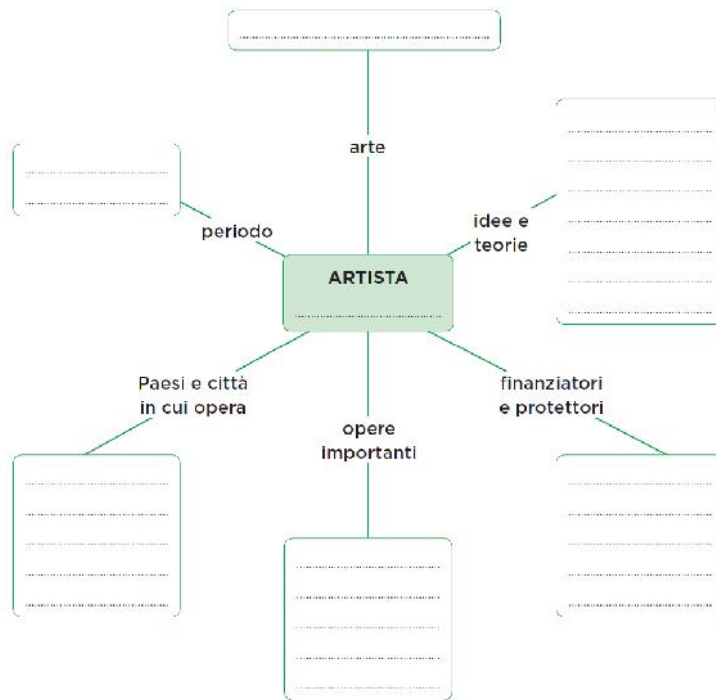 arte
periodo
idee e
teorie
ARTISTA
Paesi e città
in cui opera
opere
importanti
finanziatori
e protettori